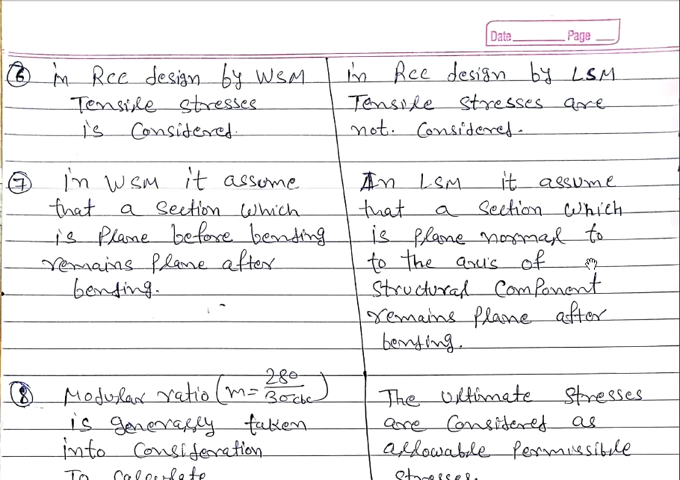 Date Page
6 in RCC design by WSM
Tensile stresses
is Considered.
in RCC design by LSM
Tensile stresses are
not. Considered.
7 in WSM it assume
that a section which
is Plane before bending
remains Plane after
bending.
In LSM it assume
that a section which
is plane normal to
to the axis of
Structural Component
remains Plane after
bending.
8 Modular ratio (m = 280/3σcbc)
is generally taken
into Consideration
To calculate
The ultimate stresses
are Considered as
allowable Permissible
stresses.